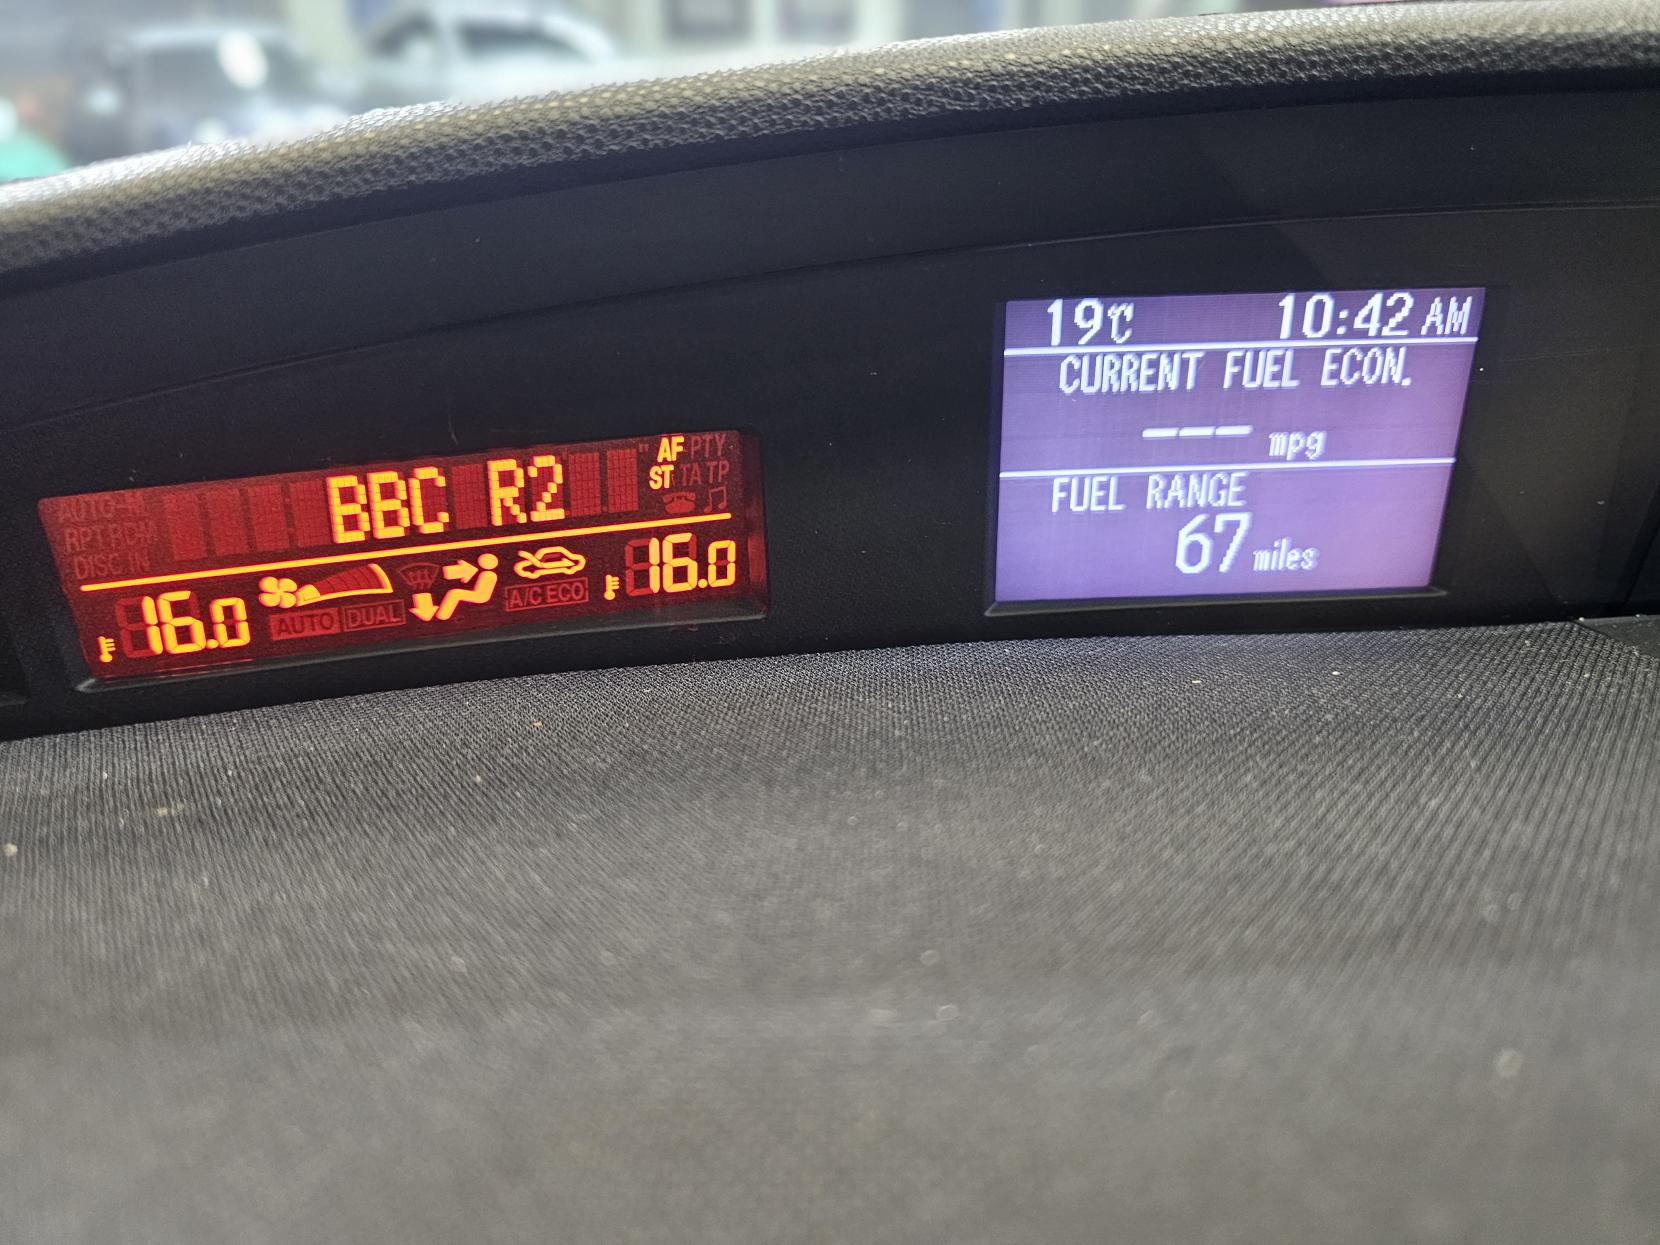 BBC R2
AF PTY
ST TA TP
AUTO-M
RPT RDM
DISC IN
16.0
AUTO DUAL
A/C ECO
16.0
19℃ 10:42 AM
CURRENT FUEL ECON.
--- mpg
FUEL RANGE
67 miles